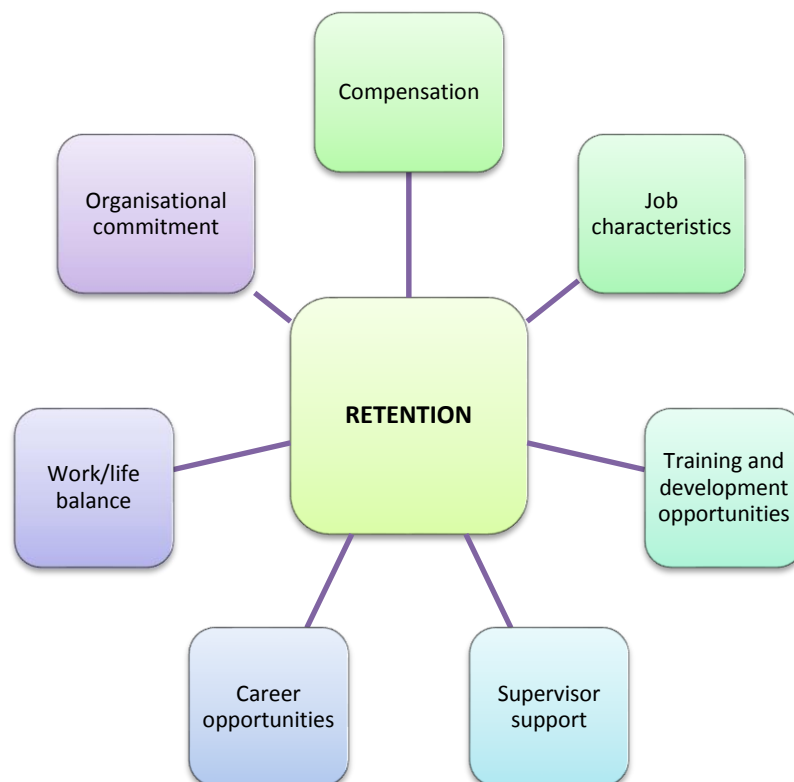 Compensation
Organisational
commitment
Job
characteristics
RETENTION
Work/life
balance
Training and
development
opportunities
Career
opportunities
Supervisor
support